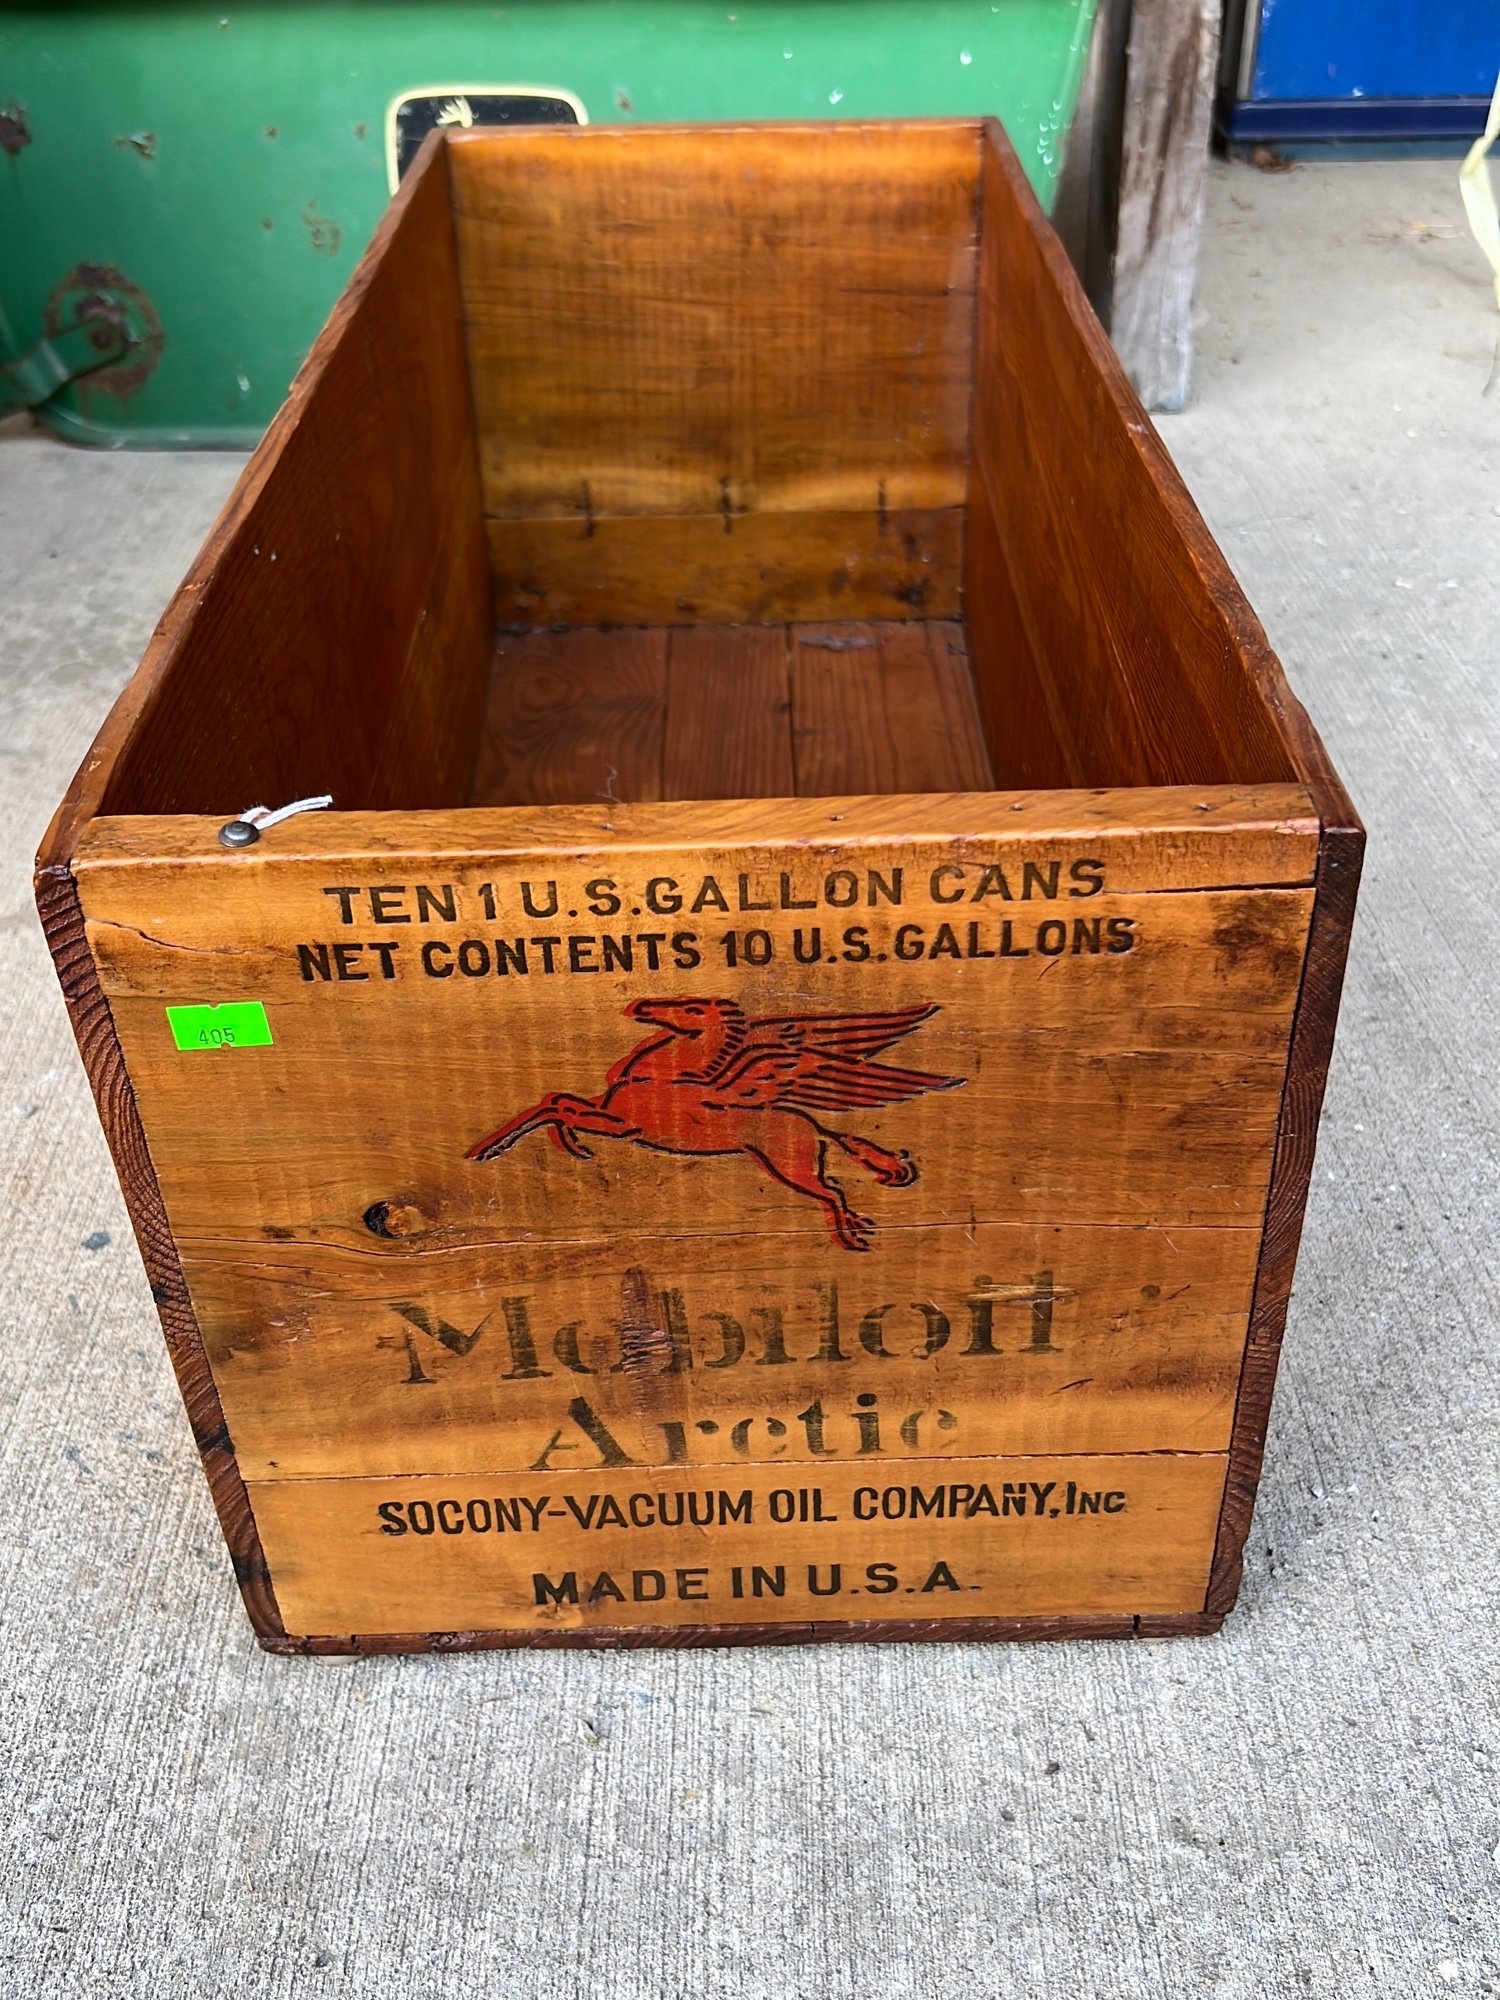 TEN 1 U.S. GALLON CANS
NET CONTENTS 10 U.S. GALLONS
405
Mobiloil
Arctic
SOCONY-VACUUM OIL COMPANY, INC
MADE IN U.S.A.